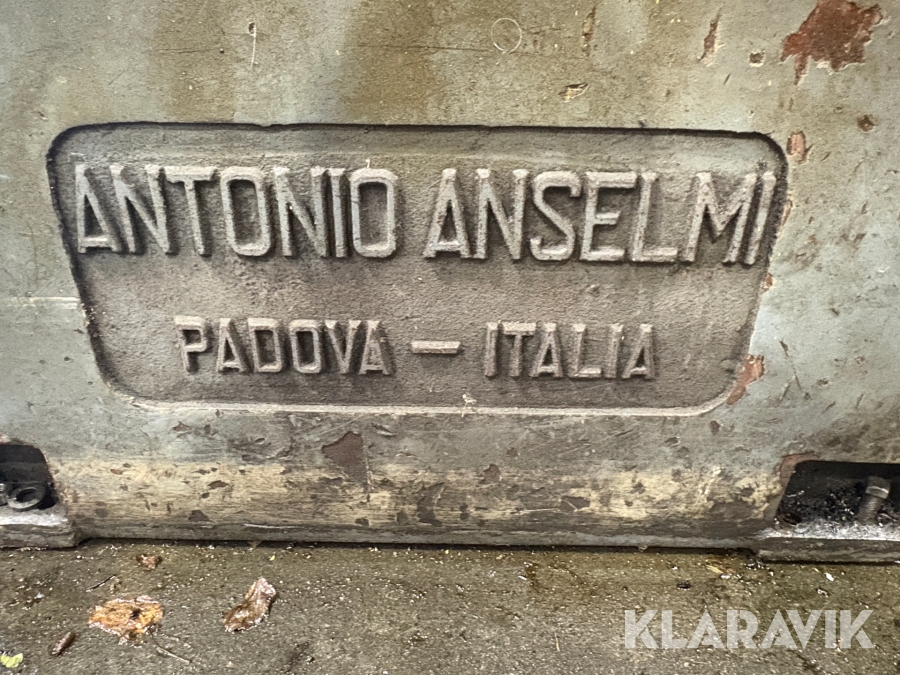 ANTONIO ANSELMI
PADOVA — ITALIA
KLARAVIK